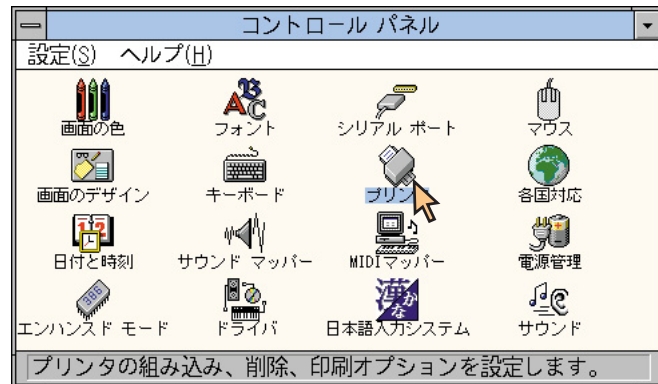 コントロール パネル
設定(S) ヘルプ(H)
画面の色 フォント シリアル ポート マウス
画面のデザイン キーボード プリンタ 各国対応
日付と時刻 サウンド マッパー MIDIマッパー 電源管理
エンハンスド モード ドライバ 日本語入力システム サウンド
プリンタの組み込み、削除、印刷オプションを設定します。